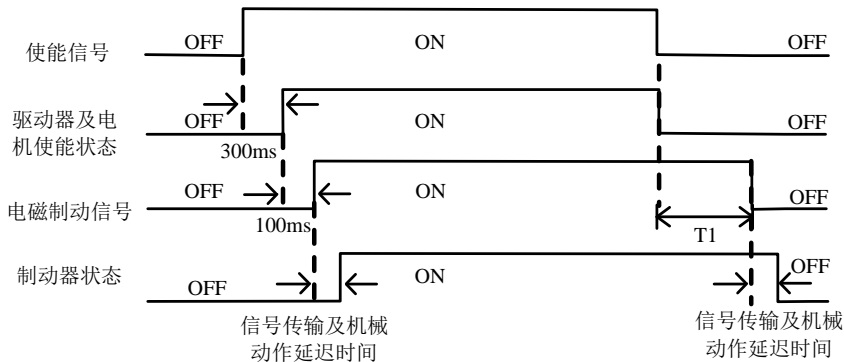 使能信号 OFF ON OFF
驱动器及电
机使能状态
OFF ON OFF
300ms
电磁制动信号 OFF ON OFF
100ms
T1
制动器状态 OFF ON OFF
信号传输及机械
动作延迟时间
信号传输及机械
动作延迟时间